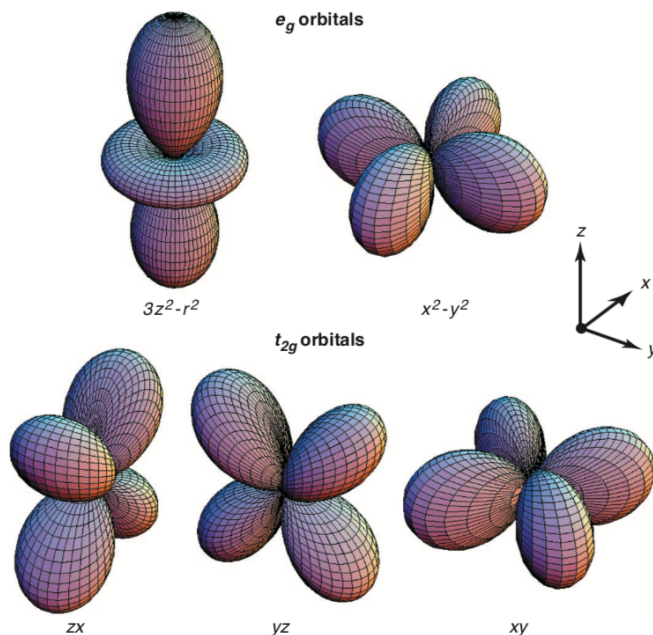 e_g orbitals
3z²-r²
x²-y²
z
x
y
t_2g orbitals
zx
yz
xy